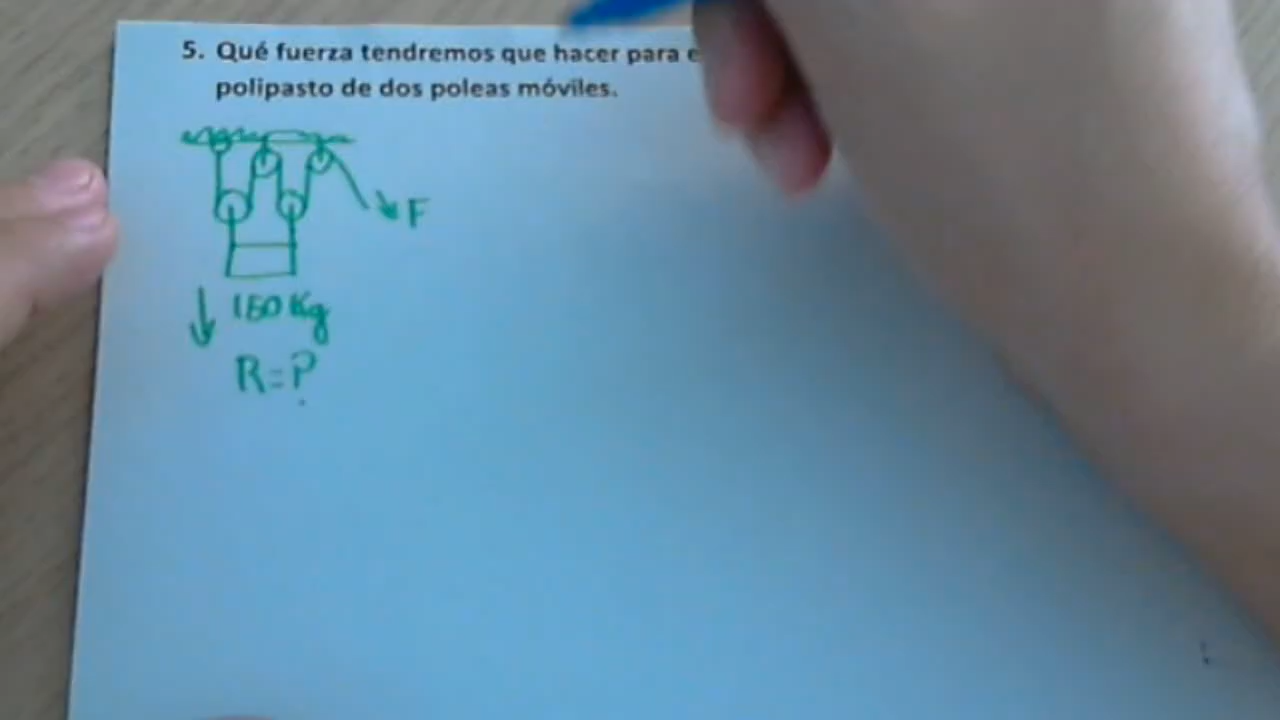 5. Qué fuerza tendremos que hacer para
polipasto de dos poleas móviles.
F
150 Kg
R=P